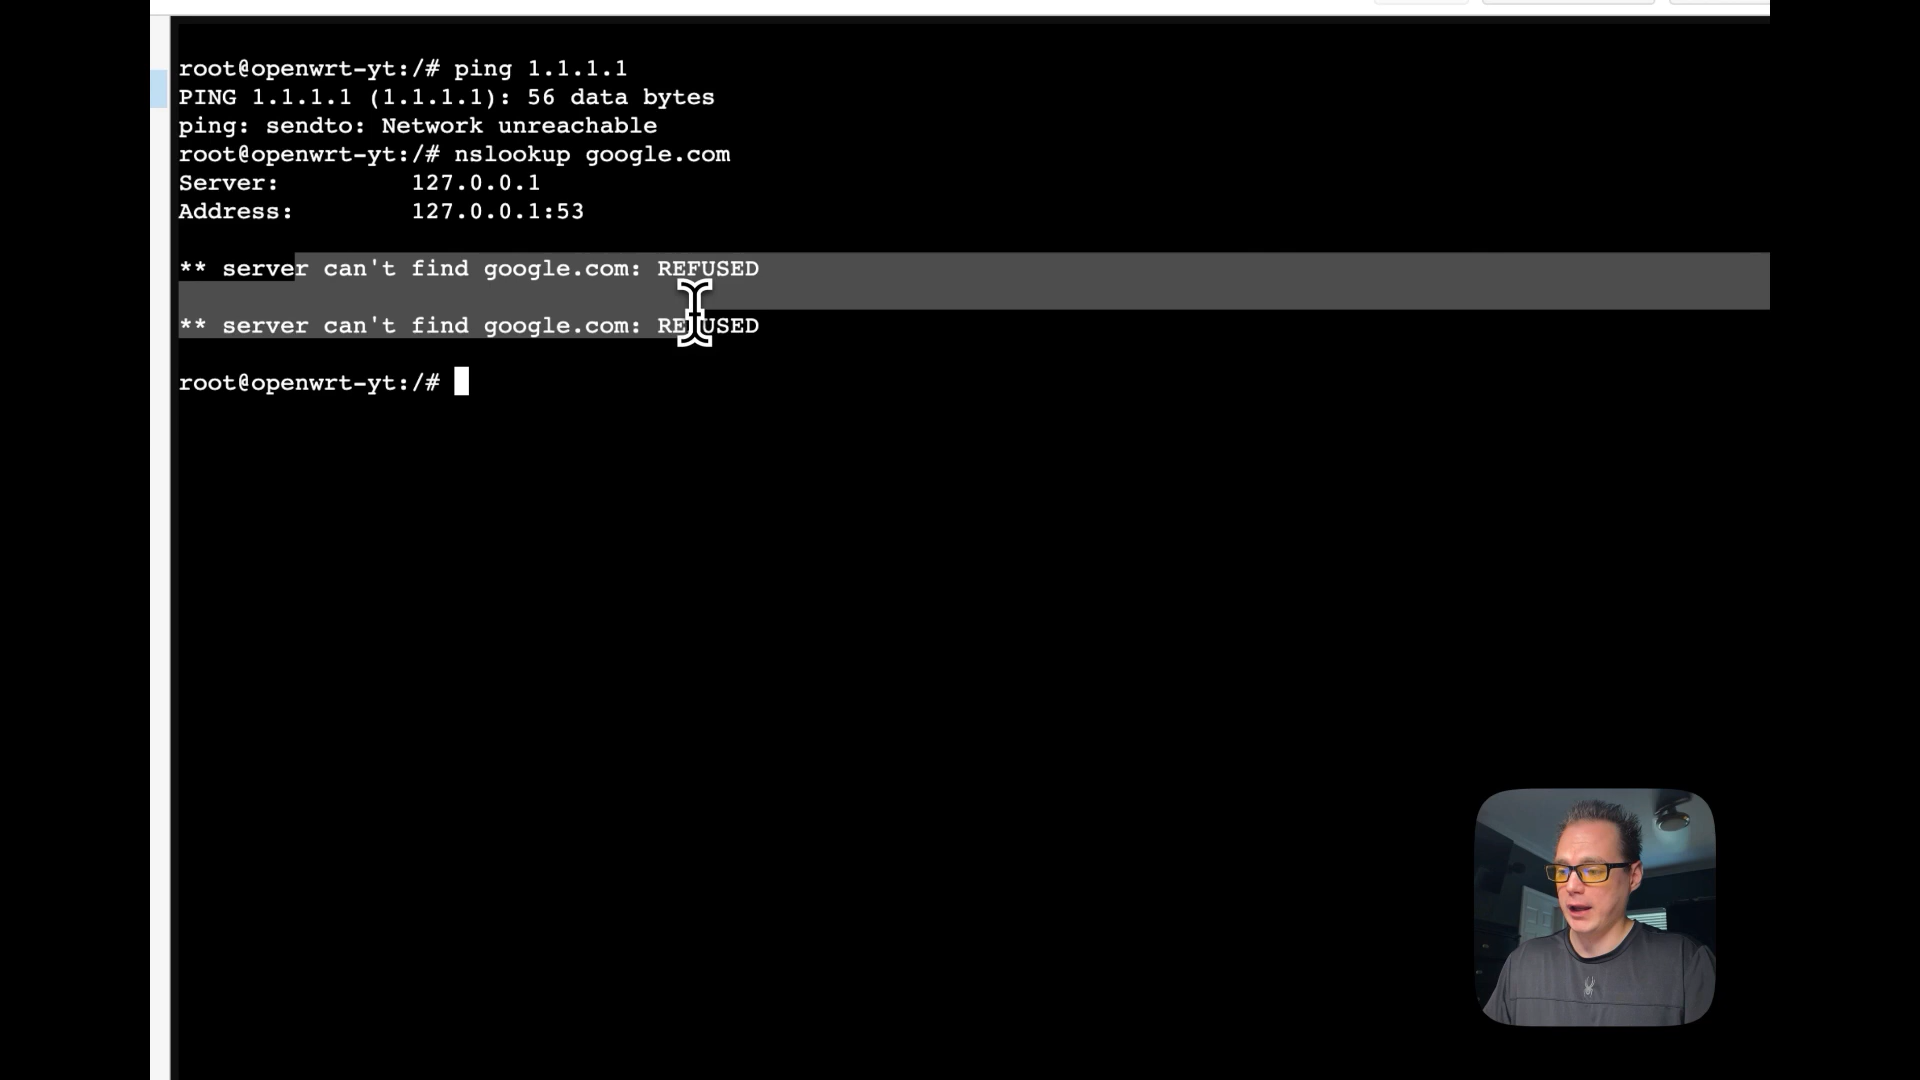 root@openwrt-yt:/# ping 1.1.1.1
PING 1.1.1.1 (1.1.1.1): 56 data bytes
ping: sendto: Network unreachable
root@openwrt-yt:/# nslookup google.com
Server: 127.0.0.1
Address: 127.0.0.1:53
** server can't find google.com: REFUSED
** server can't find google.com: REFUSED
root@openwrt-yt:/#